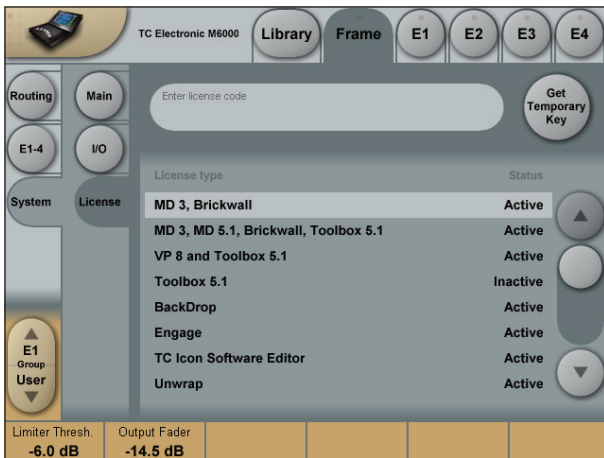 TC Electronic M6000
Library
Frame
E1
E2
E3
E4
Routing
Main
E1-4
I/O
System
License
Enter license code
Get
Temporary
Key
License type Status
MD 3, Brickwall Active
MD 3, MD 5.1, Brickwall, Toolbox 5.1 Active
VP 8 and Toolbox 5.1 Active
Toolbox 5.1 Inactive
BackDrop Active
Engage Active
TC Icon Software Editor Active
Unwrap Active
E1
Group
User
Limiter Thresh.
-6.0 dB
Output Fader
-14.5 dB